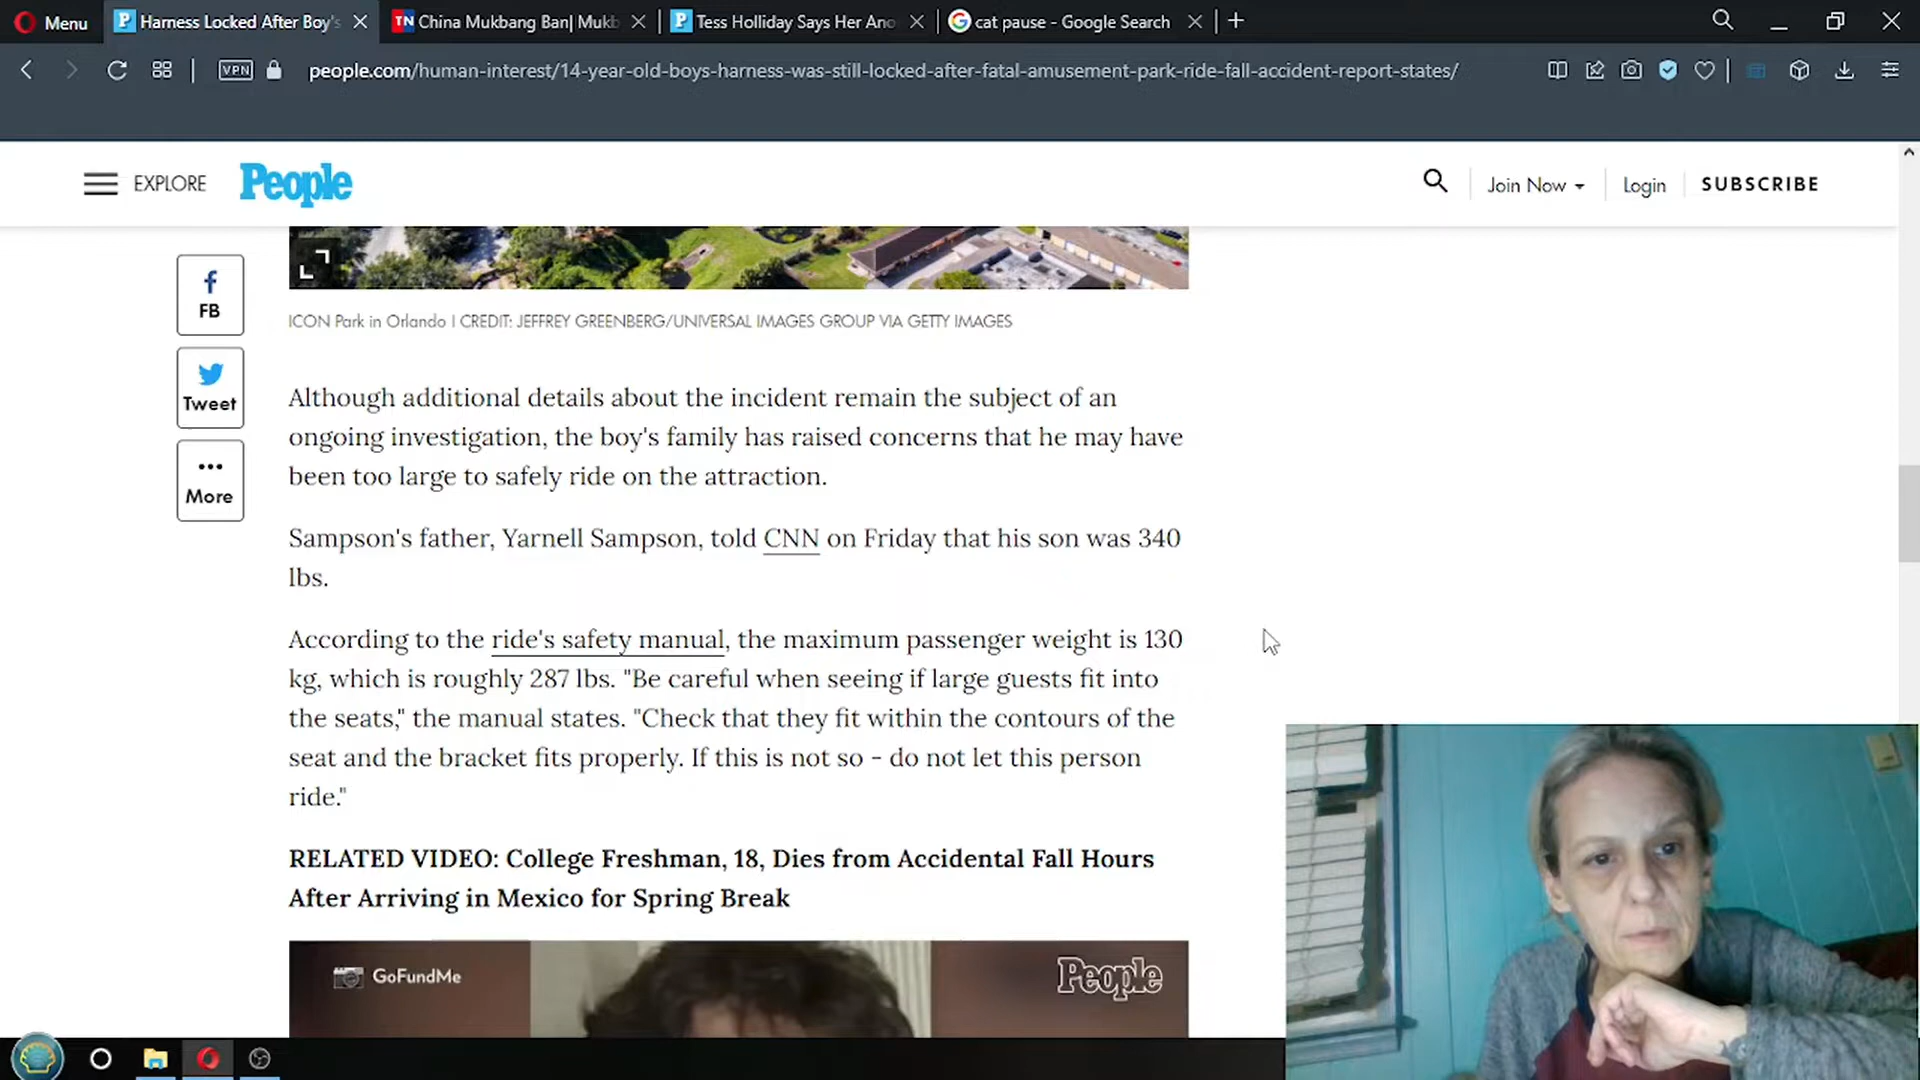 Menu
Harness Locked After Boy's
TN China Mukbang Ban| Mukb
Tess Holliday Says Her Ano
cat pause - Google Search
VPN
people.com/human-interest/14-year-old-boys-harness-was-still-locked-after-fatal-amusement-park-ride-fall-accident-report-states/
EXPLORE
People
Join Now
Login
SUBSCRIBE
FB
Tweet
More
ICON Park in Orlando | CREDIT: JEFFREY GREENBERG/UNIVERSAL IMAGES GROUP VIA GETTY IMAGES
Although additional details about the incident remain the subject of an
ongoing investigation, the boy's family has raised concerns that he may have
been too large to safely ride on the attraction.
Sampson's father, Yarnell Sampson, told CNN on Friday that his son was 340
lbs.
According to the ride's safety manual, the maximum passenger weight is 130
kg, which is roughly 287 lbs. "Be careful when seeing if large guests fit into
the seats," the manual states. "Check that they fit within the contours of the
seat and the bracket fits properly. If this is not so - do not let this person
ride."
RELATED VIDEO: College Freshman, 18, Dies from Accidental Fall Hours
After Arriving in Mexico for Spring Break
GoFundMe
People